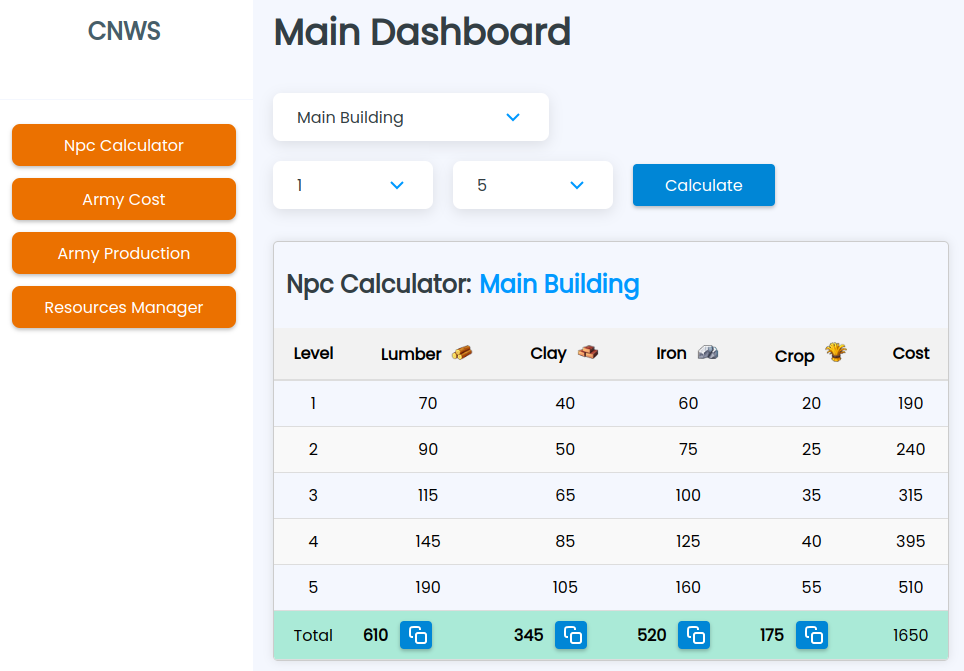 CNWS
Main Dashboard
Npc Calculator
Army Cost
Army Production
Resources Manager
Main Building
1 5 Calculate
Npc Calculator: Main Building
Level Lumber Clay Iron Crop Cost
1 70 40 60 20 190
2 90 50 75 25 240
3 115 65 100 35 315
4 145 85 125 40 395
5 190 105 160 55 510
Total 610 345 520 175 1650